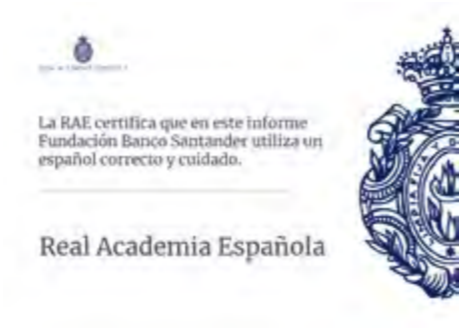 La RAE certifica que en este informe
Fundación Banco Santander utiliza un
español correcto y cuidado.
Real Academia Española